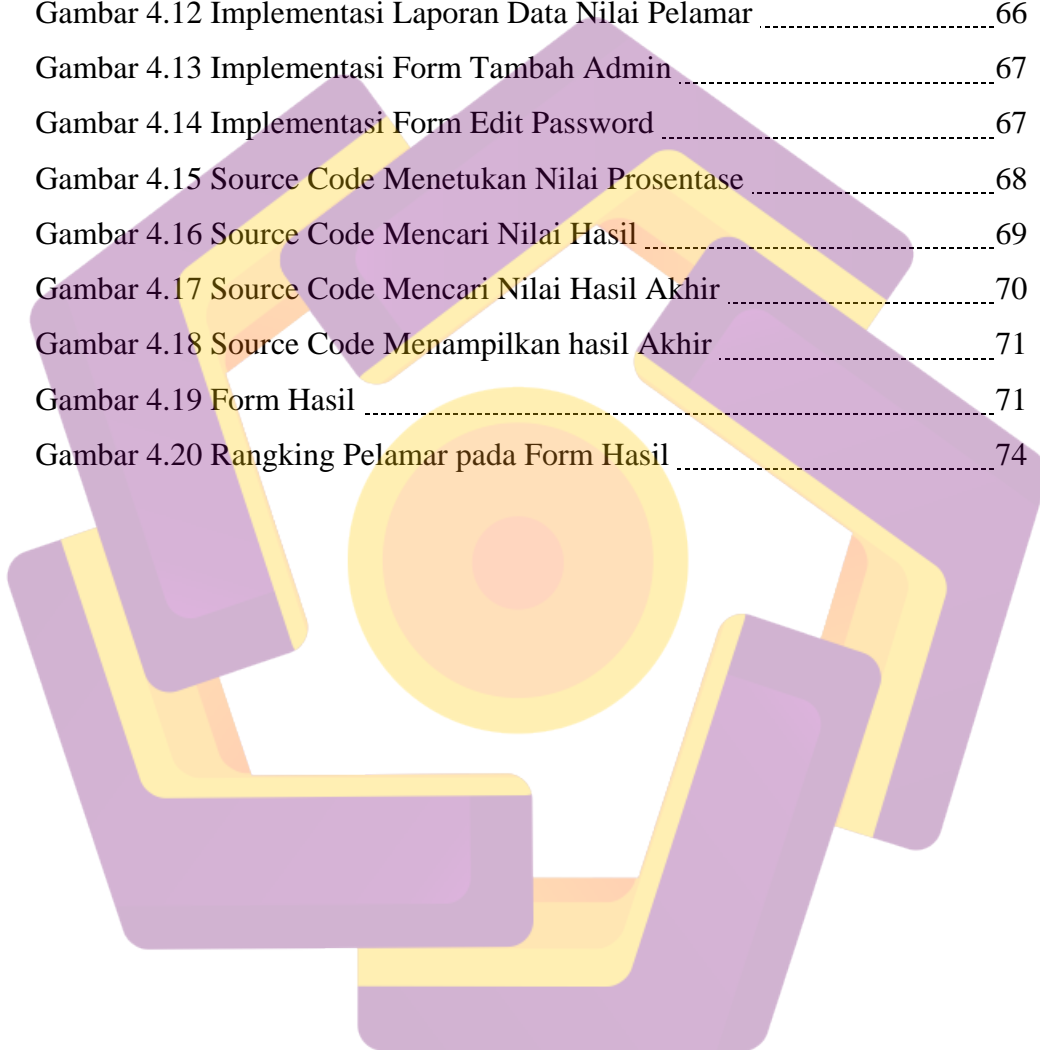 Gambar 4.12 Implementasi Laporan Data Nilai Pelamar 66
Gambar 4.13 Implementasi Form Tambah Admin 67
Gambar 4.14 Implementasi Form Edit Password 67
Gambar 4.15 Source Code Menetukan Nilai Prosentase 68
Gambar 4.16 Source Code Mencari Nilai Hasil 69
Gambar 4.17 Source Code Mencari Nilai Hasil Akhir 70
Gambar 4.18 Source Code Menampilkan hasil Akhir 71
Gambar 4.19 Form Hasil 71
Gambar 4.20 Rangking Pelamar pada Form Hasil 74